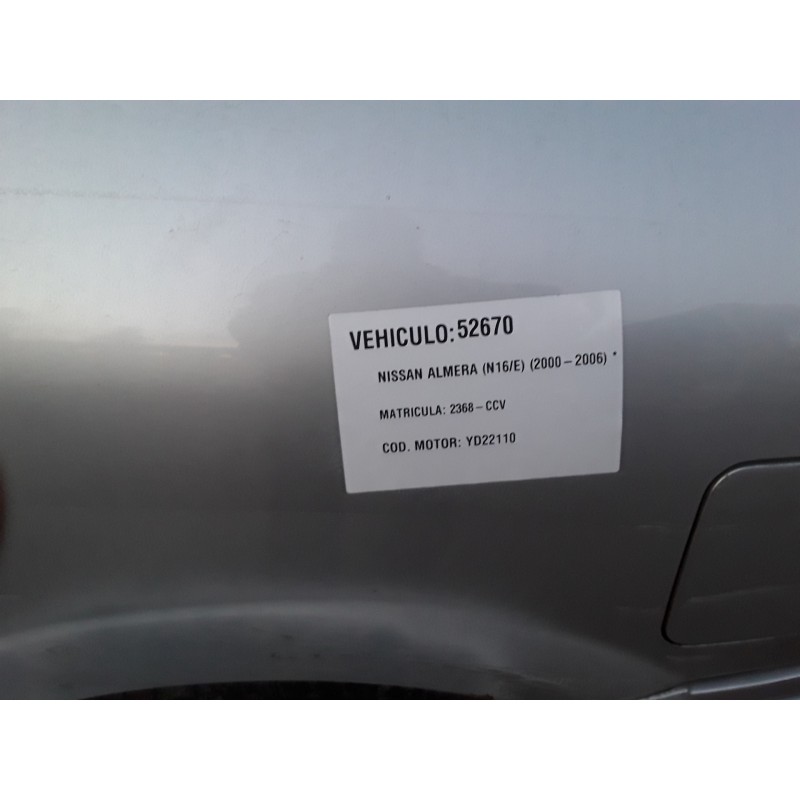 VEHICULO: 52670
NISSAN ALMERA (N16/E) (2000-2006) *
MATRICULA: 2368-CCV
COD. MOTOR: YD22110